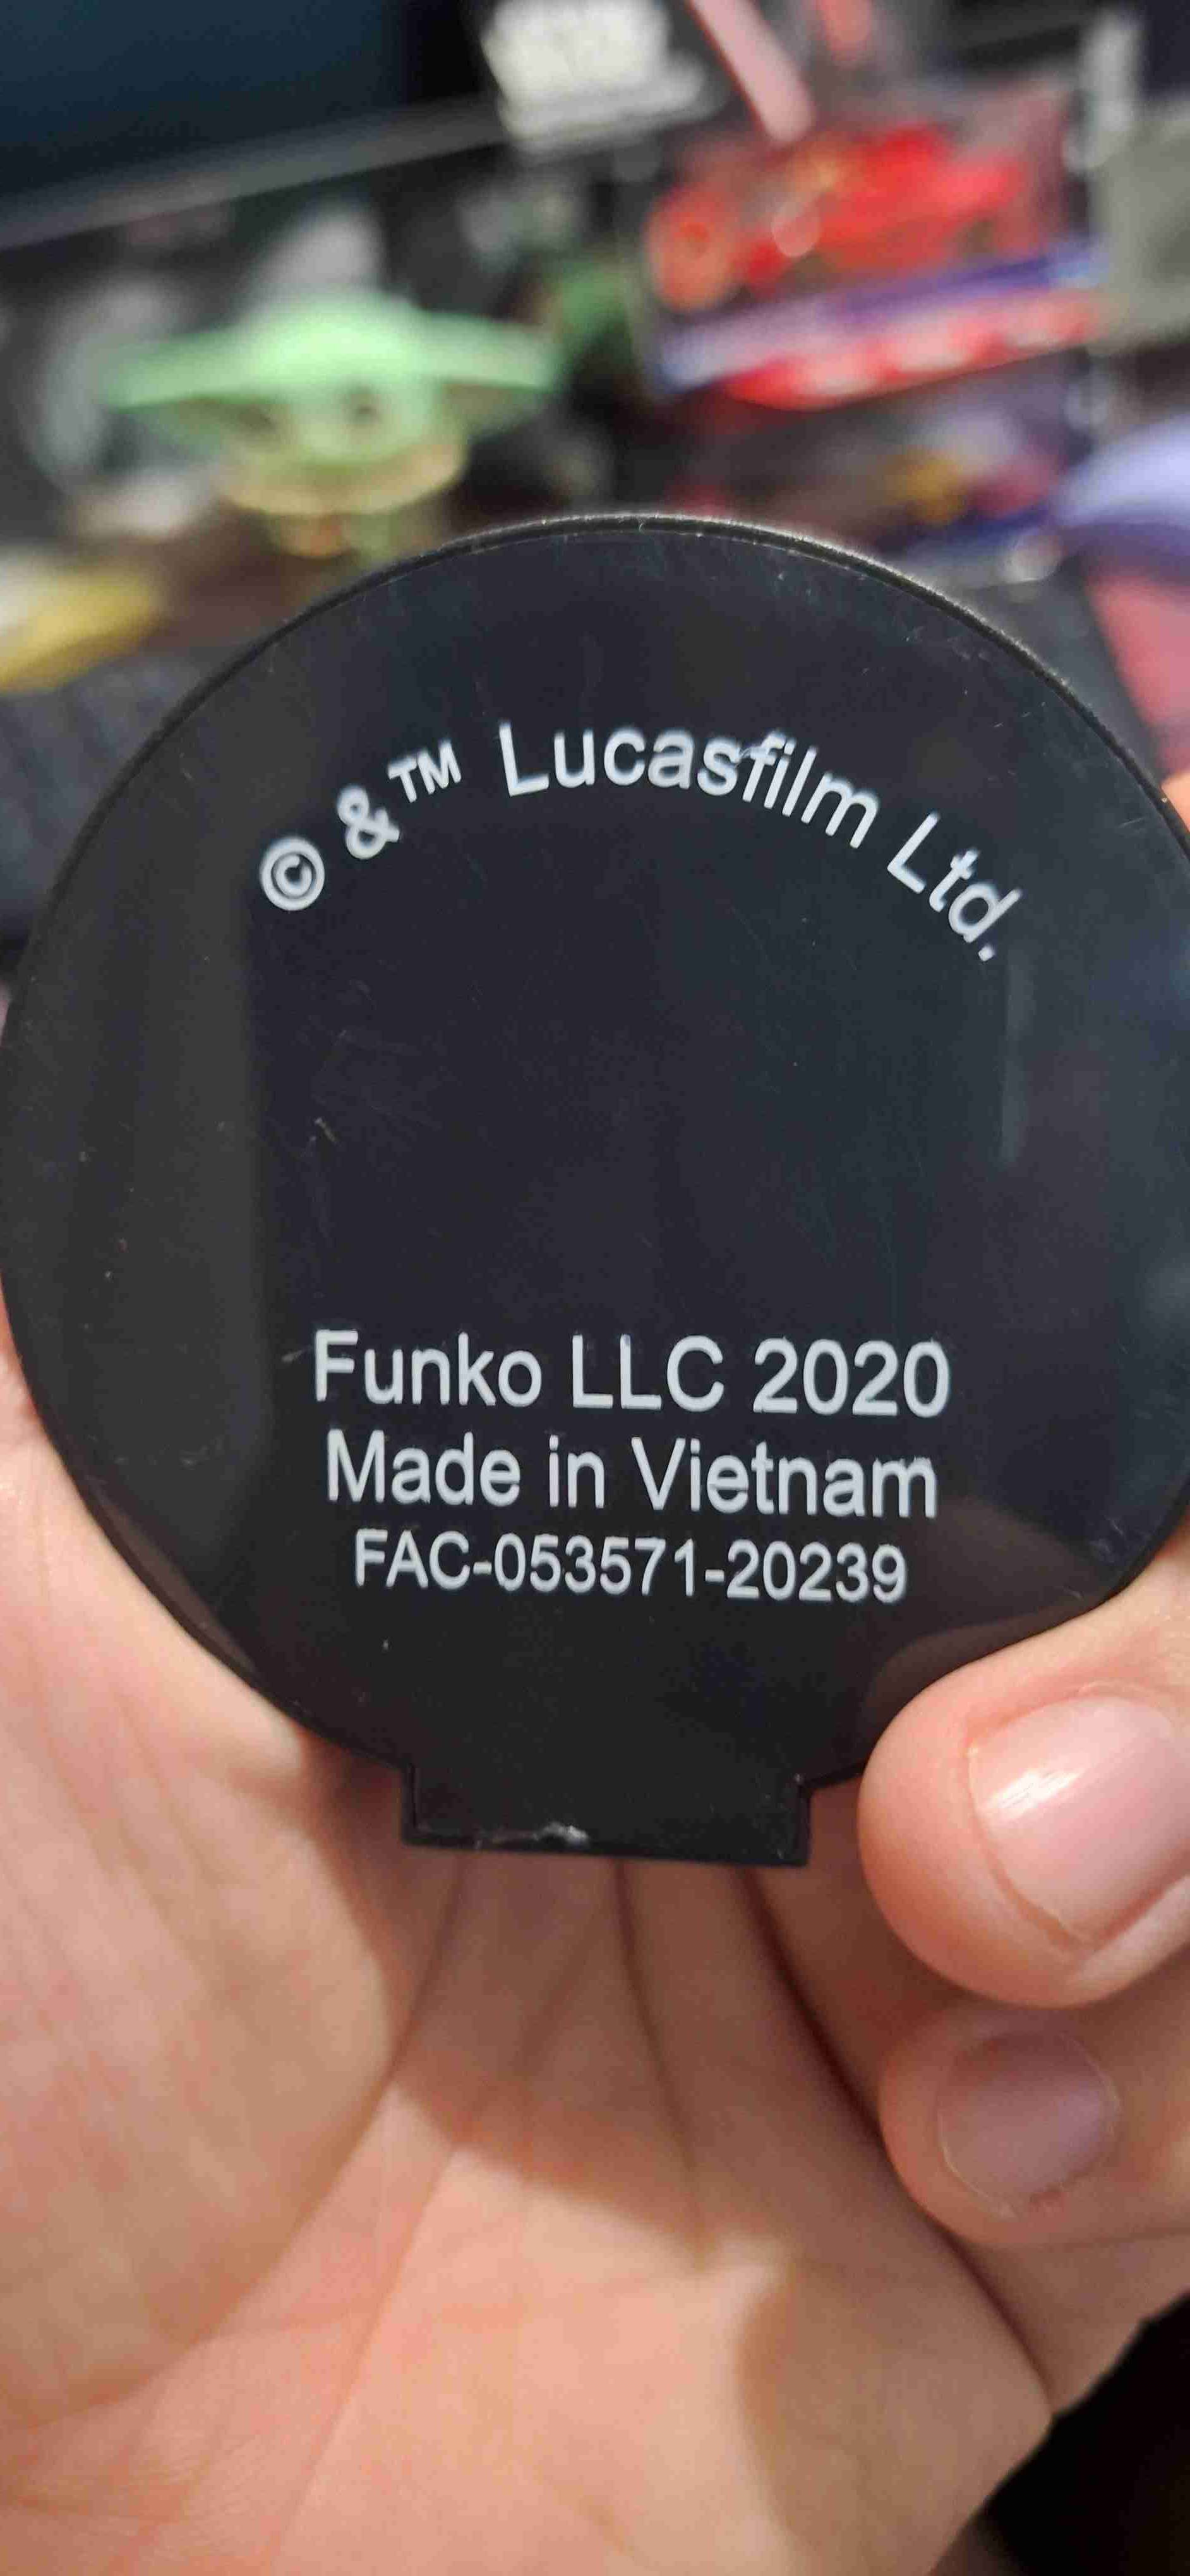 © & ™ Lucasfilm Ltd.
Funko LLC 2020
Made in Vietnam
FAC-053571-20239